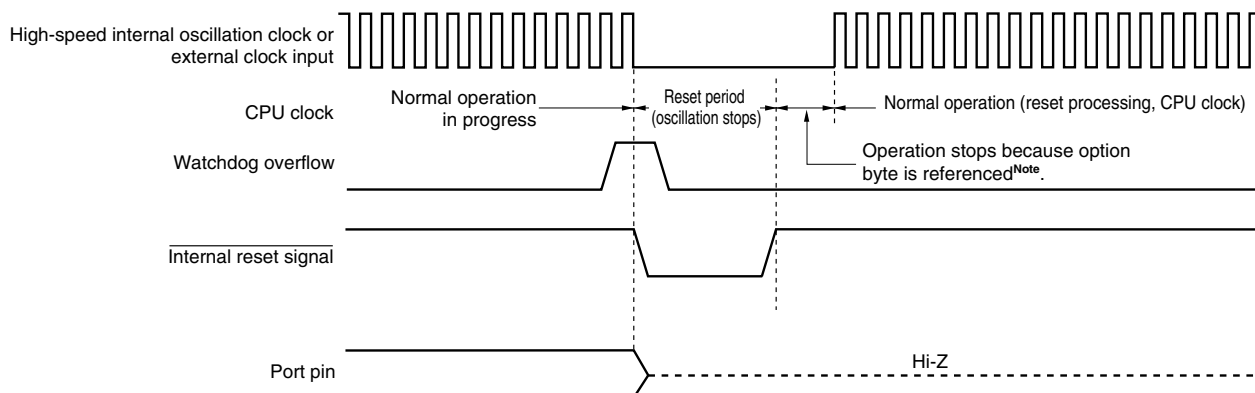 High-speed internal oscillation clock or
external clock input
CPU clock
Normal operation
in progress
Reset period
(oscillation stops)
Normal operation (reset processing, CPU clock)
Operation stops because option
byte is referencedNote.
Watchdog overflow
Internal reset signal
Port pin
Hi-Z